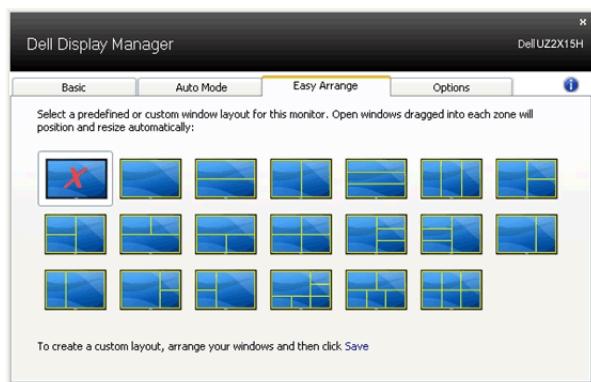 Dell Display Manager
Dell UZ2X15H
Basic
Auto Mode
Easy Arrange
Options
Select a predefined or custom window layout for this monitor. Open windows dragged into each zone will
position and resize automatically:
To create a custom layout, arrange your windows and then click Save